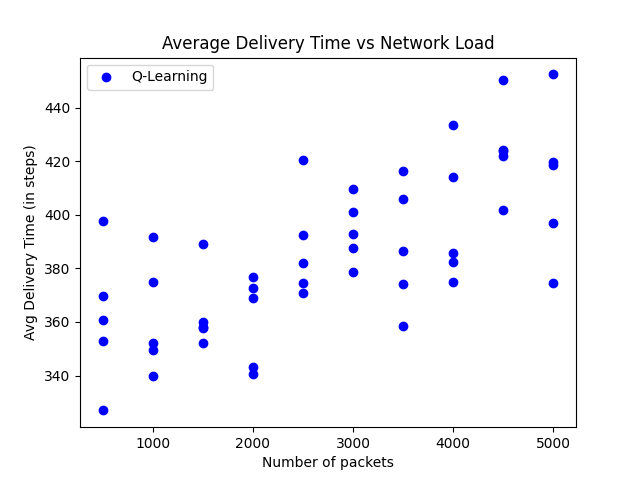 Average Delivery Time vs Network Load
Q-Learning
440
420
400
380
360
340
Avg Delivery Time (in steps)
1000 2000 3000 4000 5000
Number of packets